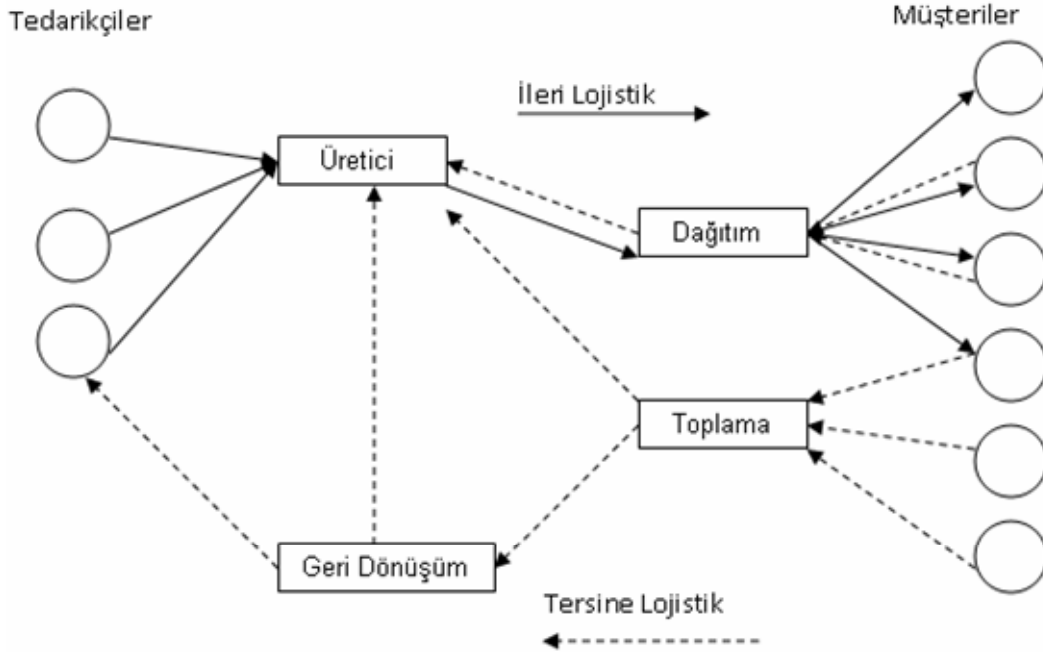 Tedarikçiler
Müşteriler
İleri Lojistik
Üretici
Dağıtım
Toplama
Geri Dönüşüm
Tersine Lojistik